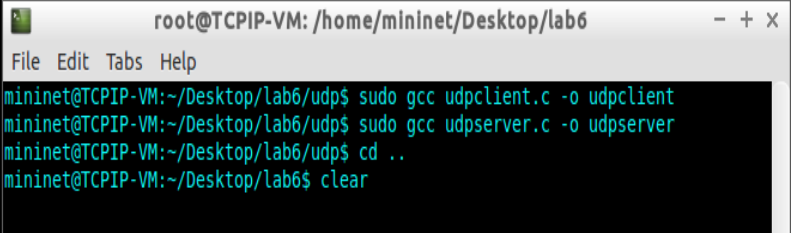 root@TCPIP-VM: /home/mininet/Desktop/lab6
File Edit Tabs Help
mininet@TCPIP-VM:~/Desktop/lab6/udp$ sudo gcc udpclient.c -o udpclient
mininet@TCPIP-VM:~/Desktop/lab6/udp$ sudo gcc udpserver.c -o udpserver
mininet@TCPIP-VM:~/Desktop/lab6/udp$ cd ..
mininet@TCPIP-VM:~/Desktop/lab6$ clear